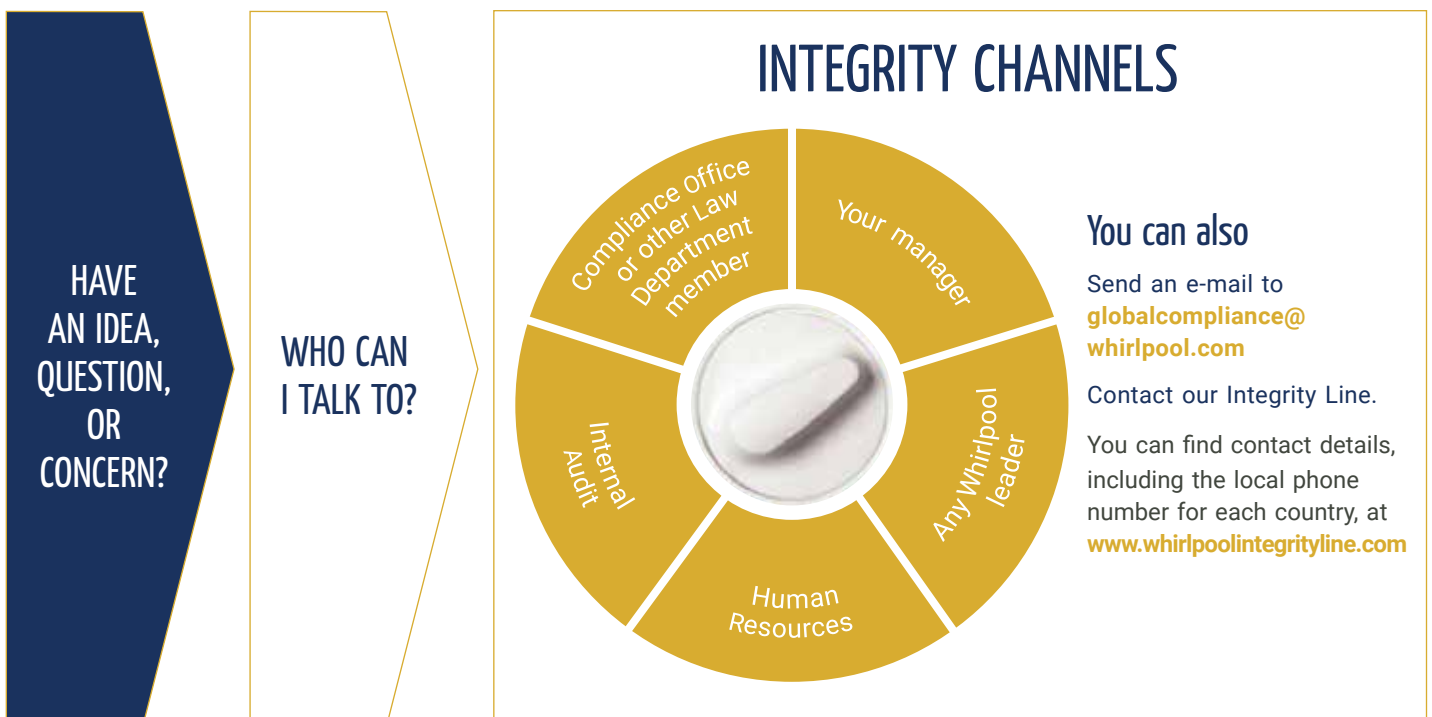 HAVE
AN IDEA,
QUESTION,
OR
CONCERN?
WHO CAN
I TALK TO?
INTEGRITY CHANNELS
Compliance Office
or other Law
Department
member
Your manager
Any Whirlpool
leader
Human
Resources
Internal
Audit
You can also
Send an e-mail to
globalcompliance@
whirlpool.com
Contact our Integrity Line.
You can find contact details,
including the local phone
number for each country, at
www.whirlpoolintegrityline.com